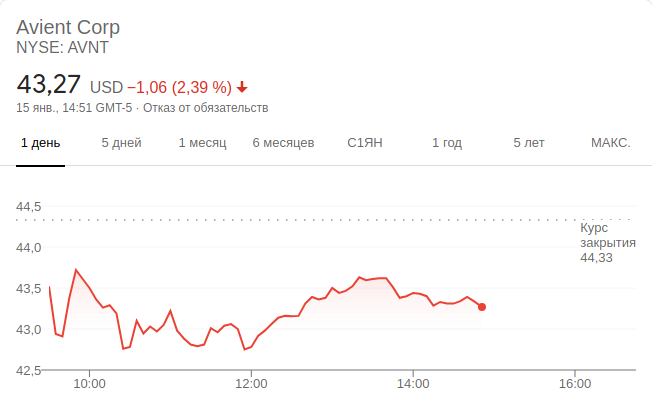 Avient Corp
NYSE: AVNT
43,27 USD −1,06 (2,39 %)
15 янв., 14:51 GMT-5 · Отказ от обязательств
1 день 5 дней 1 месяц 6 месяцев С1ЯН 1 год 5 лет МАКС.
44,5
Курс
закрытия
44,33
44,0
43,5
43,0
42,5
10:00 12:00 14:00 16:00